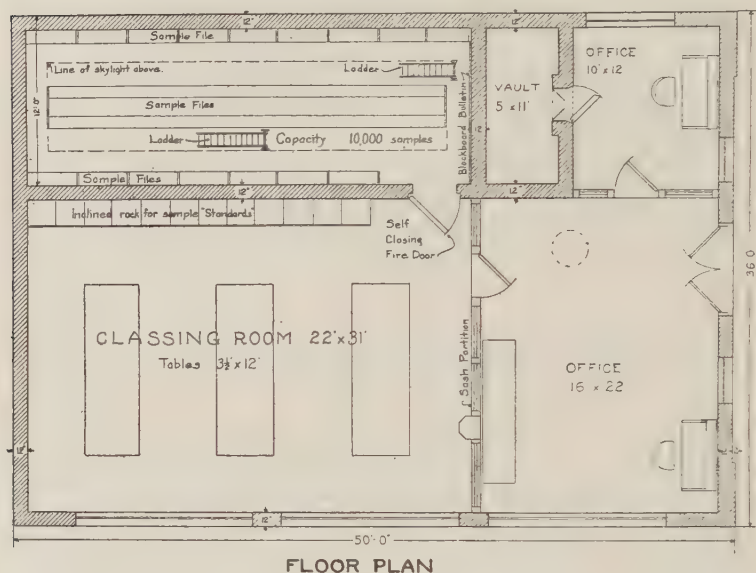 12"
12"
Sample File
OFFICE
10' x 12
Line of skylight above.
Ladder
VAULT
5 x 11'
Sample Files
12'0"
Blackboard Bulletin
12
Ladder
Capacity 10,000 samples
Sample Files
12"
12"
Inclined rack for sample "Standards"
Self
Closing
Fire Door
36 0
CLASSING ROOM 22' x 31'
Tables 3½' x 12'
Sash Partition
OFFICE
16 x 22
12"
12"
12"
50'-0"
FLOOR PLAN